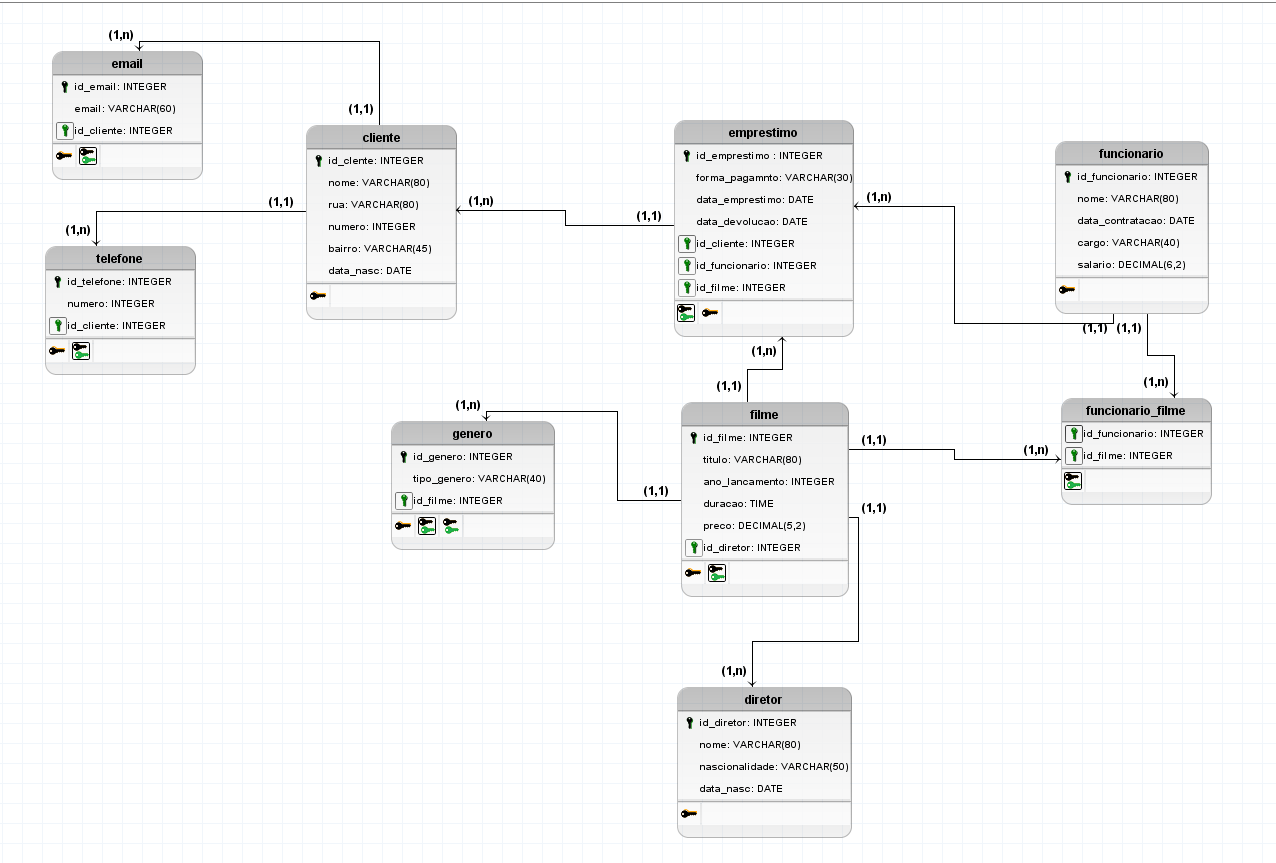 (1,n)
email
id_email: INTEGER
email: VARCHAR(60)
id_cliente: INTEGER
(1,1)
cliente
id_clente: INTEGER
nome: VARCHAR(80)
rua: VARCHAR(80)
numero: INTEGER
bairro: VARCHAR(45)
data_nasc: DATE
(1,1)
(1,n)
telefone
id_telefone: INTEGER
numero: INTEGER
id_cliente: INTEGER
(1,n)
(1,1)
emprestimo
id_emprestimo : INTEGER
forma_pagamnto: VARCHAR(30)
data_emprestimo: DATE
data_devolucao: DATE
id_cliente: INTEGER
id_funcionario: INTEGER
id_filme: INTEGER
(1,n)
funcionario
id_funcionario: INTEGER
nome: VARCHAR(80)
data_contratacao: DATE
cargo: VARCHAR(40)
salario: DECIMAL(6,2)
(1,1)
(1,1)
(1,n)
(1,1)
(1,n)
funcionario_filme
id_funcionario: INTEGER
id_filme: INTEGER
(1,n)
genero
id_genero: INTEGER
tipo_genero: VARCHAR(40)
id_filme: INTEGER
(1,1)
filme
id_filme: INTEGER
titulo: VARCHAR(80)
ano_lancamento: INTEGER
duracao: TIME
preco: DECIMAL(5,2)
id_diretor: INTEGER
(1,1)
(1,n)
(1,1)
(1,n)
diretor
id_diretor: INTEGER
nome: VARCHAR(80)
nascionalidade: VARCHAR(50)
data_nasc: DATE